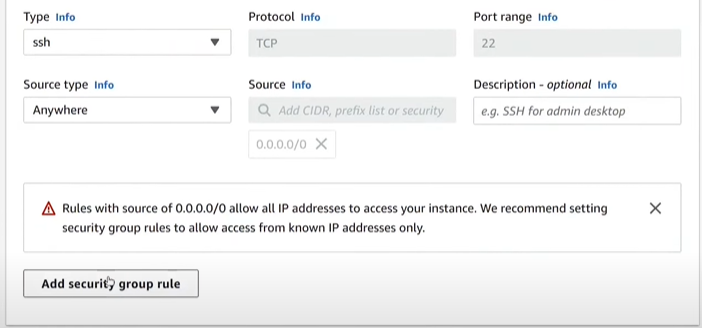 Type Info
Protocol Info
Port range Info
ssh
TCP
22
Source type Info
Source Info
Description - optional Info
Anywhere
Add CIDR, prefix list or security
e.g. SSH for admin desktop
0.0.0.0/0
Rules with source of 0.0.0.0/0 allow all IP addresses to access your instance. We recommend setting
security group rules to allow access from known IP addresses only.
Add security group rule